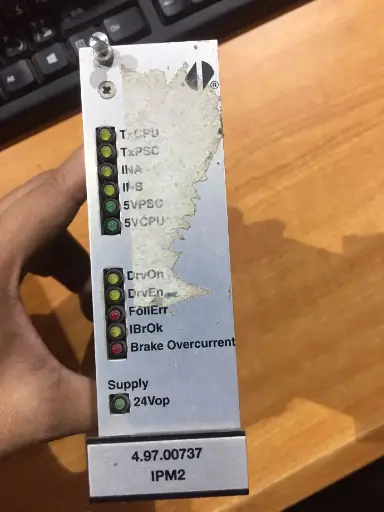 ®
TxCPU
TxPSC
INA
INB
5VPSC
5VCPU
DrvOn
DrvEn
FollErr
IBrOk
Brake Overcurrent
Supply
24Vop
4.97.00737
IPM2